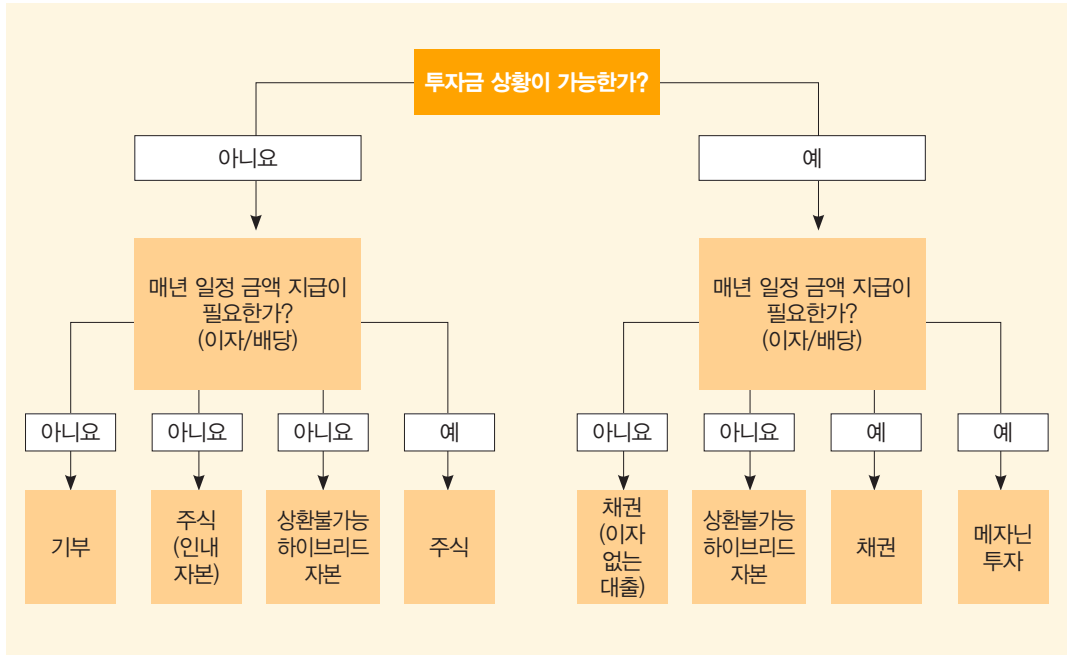 투자금 상황이 가능한가?
아니요
예
매년 일정 금액 지급이
필요한가?
(이자/배당)
매년 일정 금액 지급이
필요한가?
(이자/배당)
아니요
아니요
아니요
예
아니요
아니요
예
예
기부
주식
(인내
자본)
상환불가능
하이브리드
자본
주식
채권
(이자
없는
대출)
상환불가능
하이브리드
자본
채권
메자닌
투자